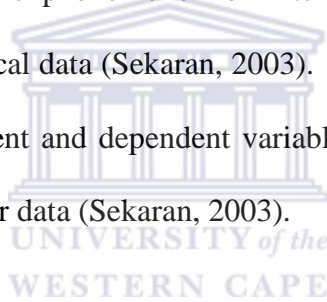 cal data (Sekaran, 2003).
ent and dependent variabl
r data (Sekaran, 2003).
UNIVERSITY of the
WESTERN CAPE